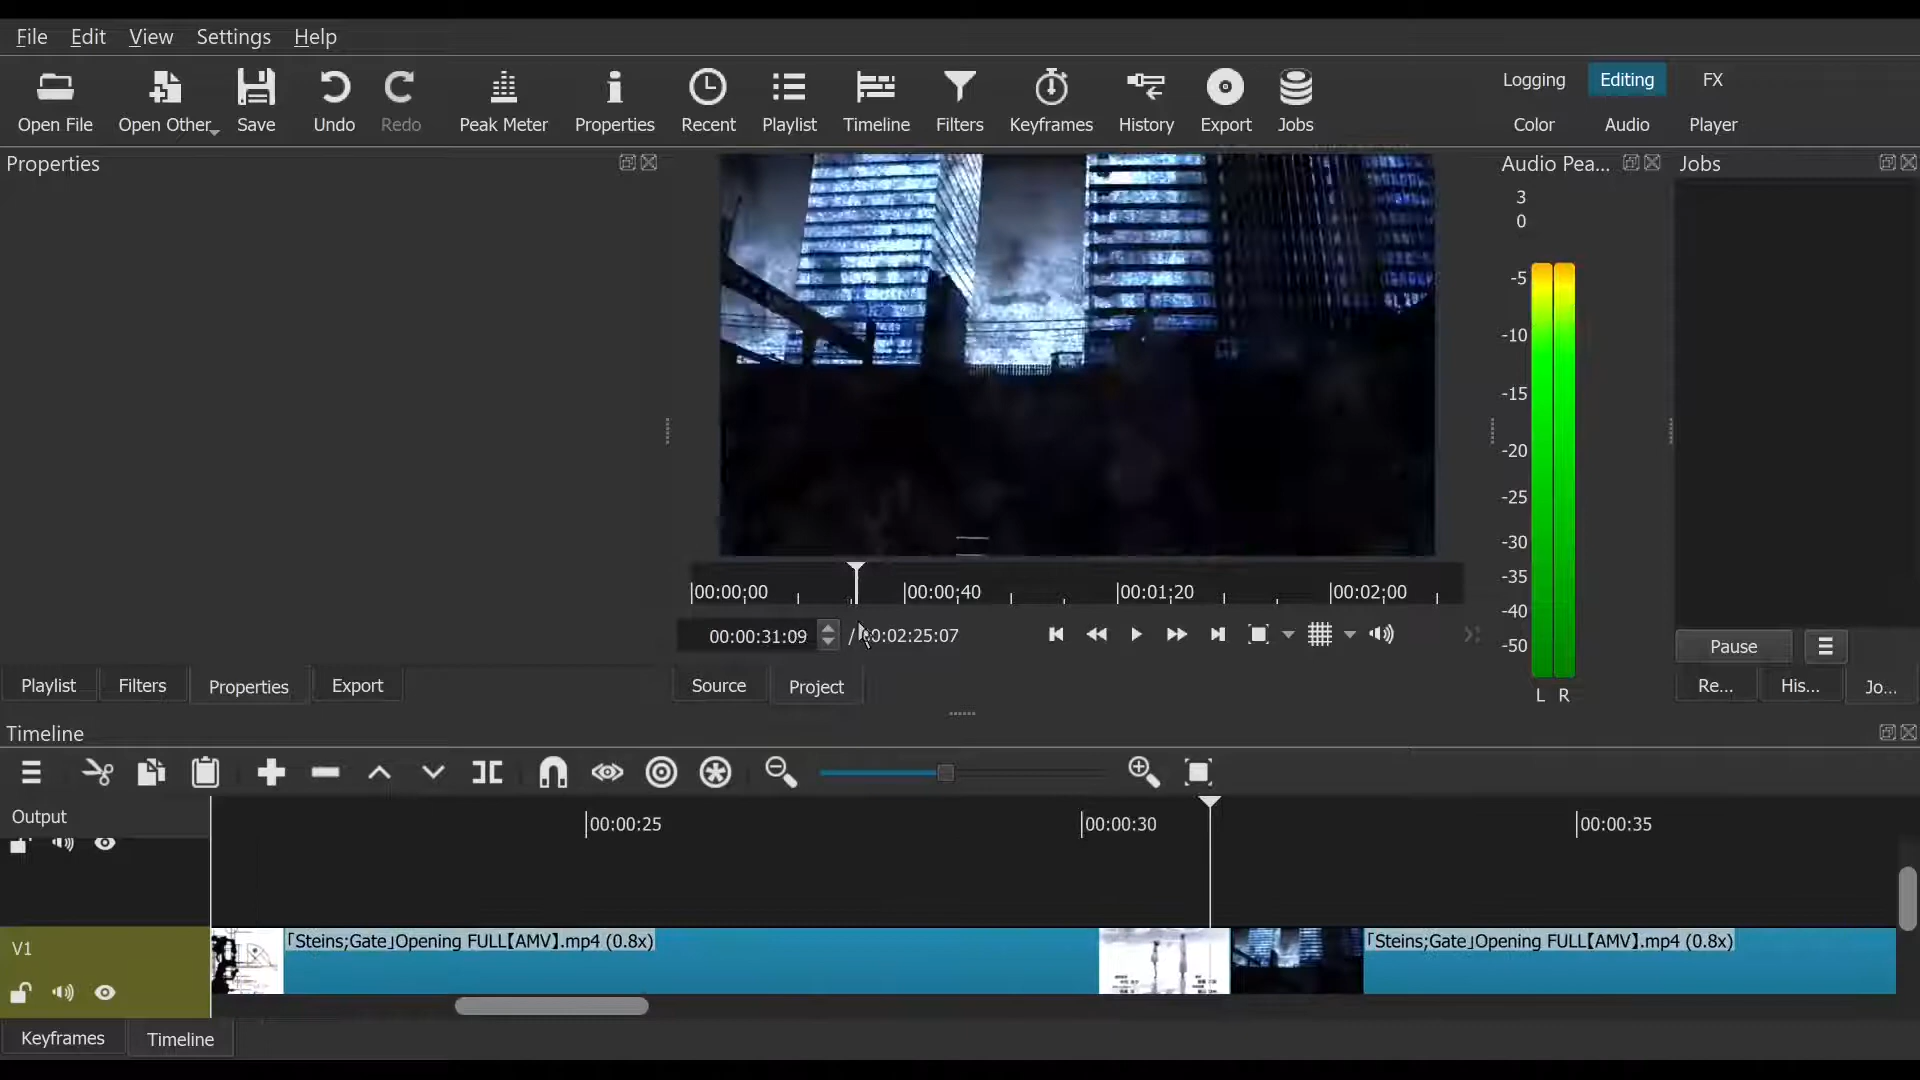 File Edit View Settings Help
Open File Open Other Save Undo Redo Peak Meter Properties Recent Playlist Timeline Filters Keyframes History Export Jobs
Logging Editing FX
Color Audio Player
Properties
Audio Pea...
Jobs
3
0
-5
-10
-15
-20
-25
-30
-35
-40
-50
L R
00:00:00 00:00:40 00:01:20 00:02:00
00:00:31:09 / 00:02:25:07
Pause
Playlist Filters Properties Export
Source Project
Re... His... Jo...
Timeline
Output
00:00:25 00:00:30 00:00:35
V1
「Steins;Gate」Opening FULL【AMV】.mp4 (0.8x)
「Steins;Gate」Opening FULL【AMV】.mp4 (0.8x)
Keyframes Timeline